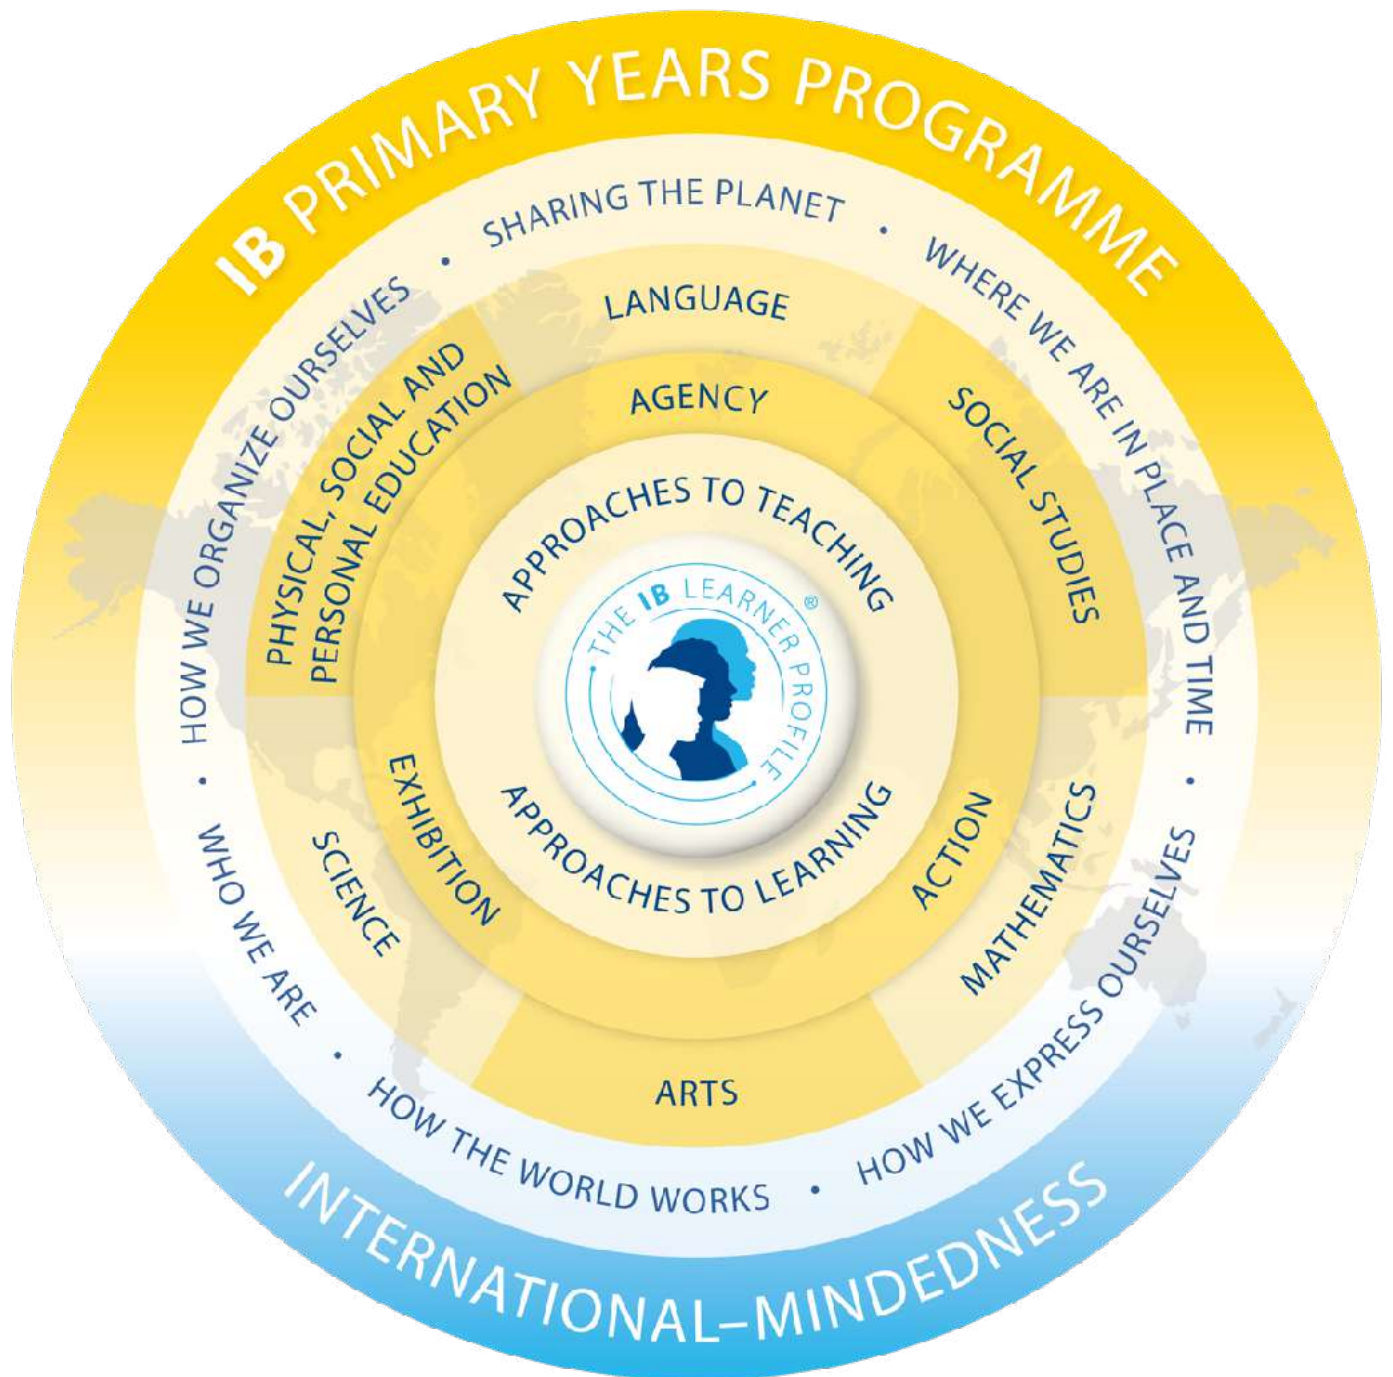 IB PRIMARY YEARS PROGRAMME
SHARING THE PLANET
•
WHERE WE ARE IN PLACE AND TIME
•
HOW WE EXPRESS OURSELVES
•
HOW THE WORLD WORKS
•
WHO WE ARE
•
HOW WE ORGANIZE OURSELVES
•
LANGUAGE
SOCIAL STUDIES
MATHEMATICS
ARTS
SCIENCE
PHYSICAL, SOCIAL AND
PERSONAL EDUCATION
AGENCY
ACTION
EXHIBITION
APPROACHES TO TEACHING
THE IB LEARNER PROFILE ®
APPROACHES TO LEARNING
INTERNATIONAL–MINDEDNESS